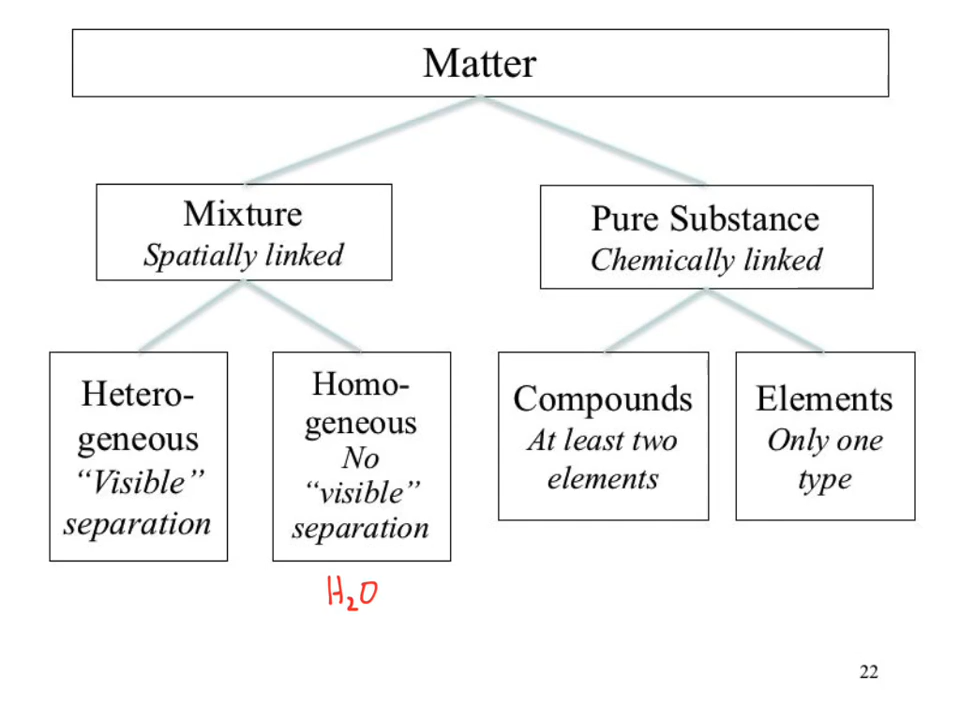 Matter
Mixture
Spatially linked
Pure Substance
Chemically linked
Hetero-
geneous
“Visible”
separation
Homo-
geneous
No
“visible”
separation
Compounds
At least two
elements
Elements
Only one
type
H₂O
22